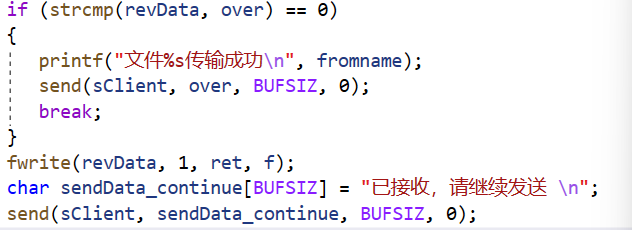 if (strcmp(revData, over) == 0)
{
printf("文件%s传输成功\n", fromname);
send(sClient, over, BUFSIZ, 0);
break;
}
fwrite(revData, 1, ret, f);
char sendData_continue[BUFSIZ] = "已接收，请继续发送 \n";
send(sClient, sendData_continue, BUFSIZ, 0);